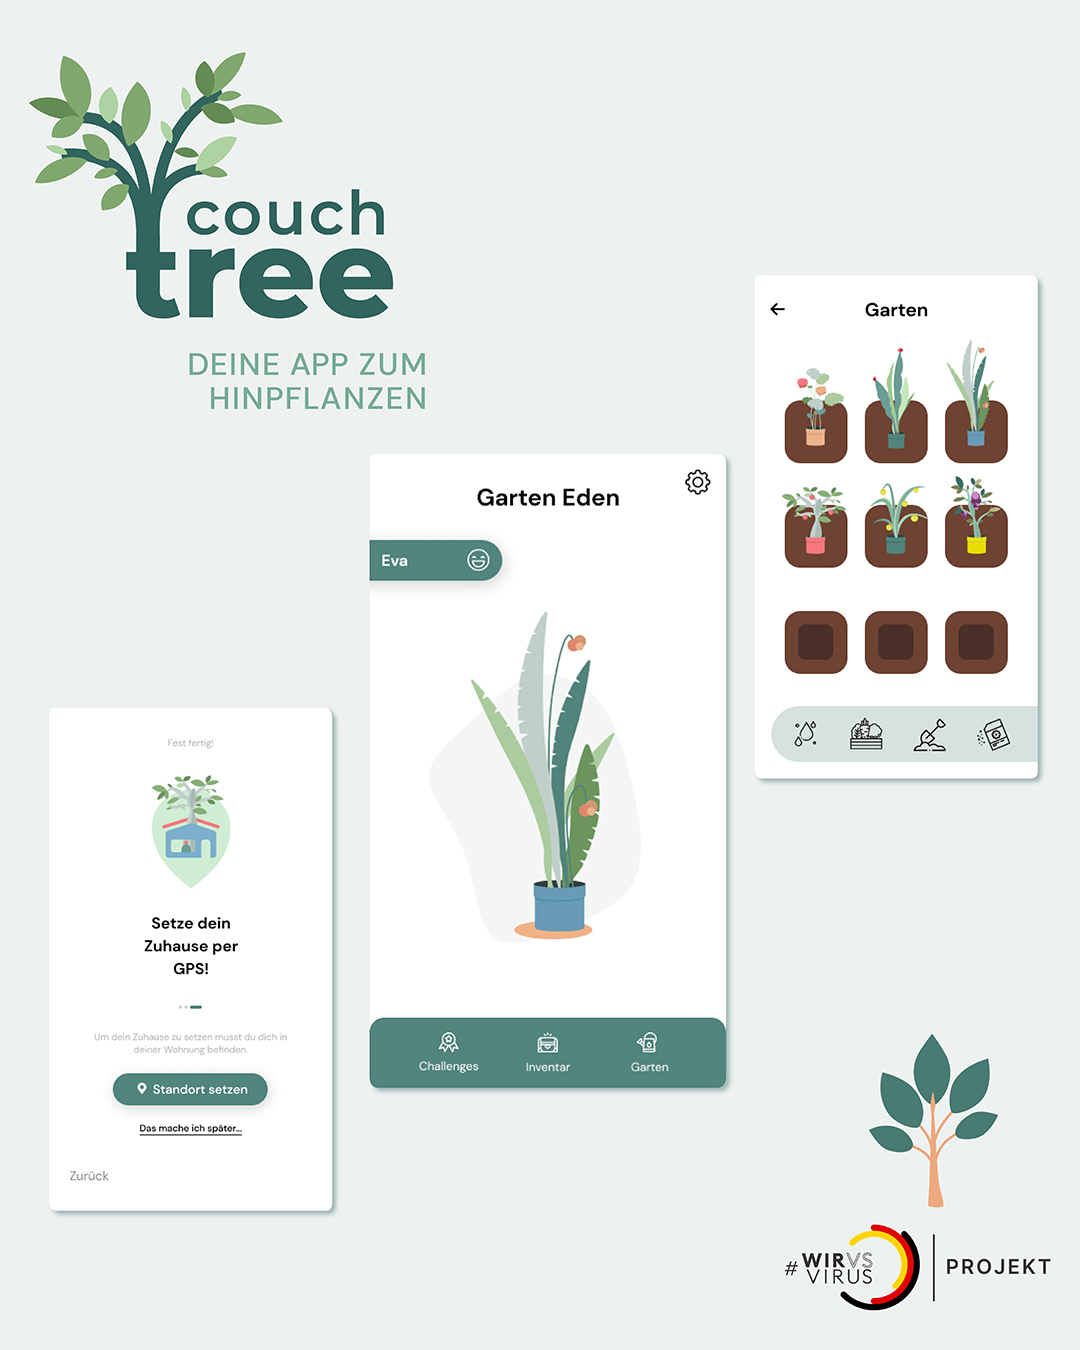 couch
tree
DEINE APP ZUM
HINPFLANZEN
Garten
Garten Eden
Eva
Challenges
Inventar
Garten
Fest fertig!
Setze dein
Zuhause per
GPS!
Um dein Zuhause zu setzen musst du dich in
deiner Wohnung befinden.
Standort setzen
Das mache ich später...
Zurück
#WIRVS
VIRUS
PROJEKT